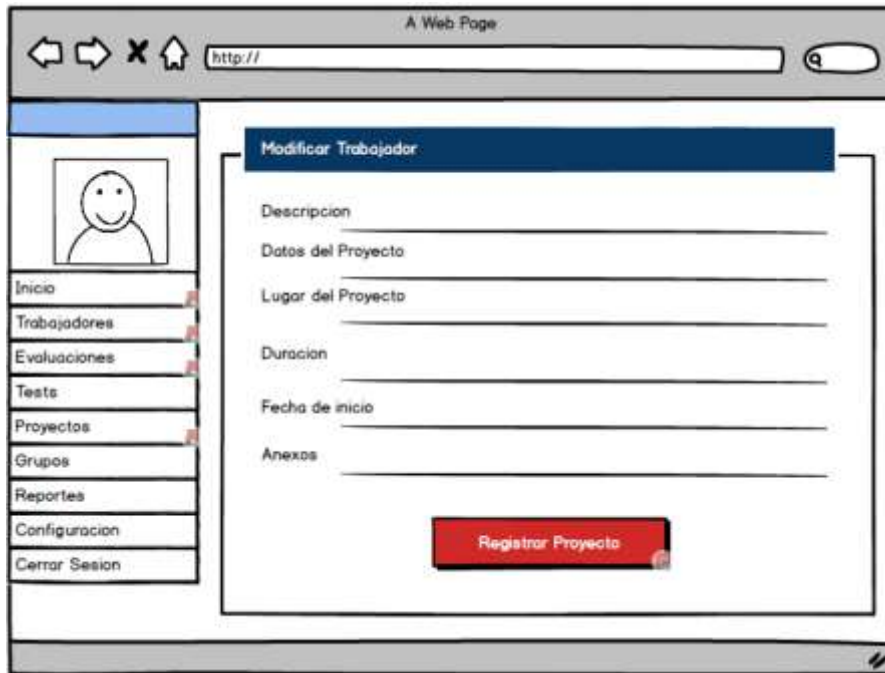 A Web Page
http://
Modificar Trabajador
Descripcion
Datos del Proyecto
Lugar del Proyecto
Duracion
Fecha de inicio
Anexos
Registrar Proyecto
Inicio
Trabajadores
Evaluaciones
Tests
Proyectos
Grupos
Reportes
Configuracion
Cerrar Sesion